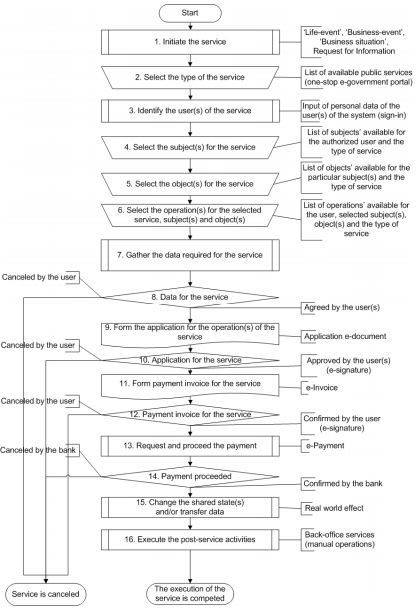 Start
1. Initiate the service
'Life-event', 'Business-event',
'Business situation',
Request for Information
2. Select the type of the service
List of available public services
(one-stop e-government portal)
3. Identify the user(s) of the service
Input of personal data of the
user(s) of the system (sign-in)
4. Select the subject(s) for the service
List of subjects' available for
the authorized user and the
type of service
5. Select the object(s) for the service
List of objects' available for the
particular subject(s) and the
type of service
6. Select the operation(s) for the selected
service, subject(s) and object(s)
List of operations' available for
the user, selected subject(s),
object(s) and the type of
service
7. Gather the data required for the service
Canceled by the user
8. Data for the service
Agreed by the user(s)
9. Form the application for the operation(s) of the
service
Application e-document
Canceled by the user
10. Application for the service
Approved by the user(s)
(e-signature)
11. Form payment invoice for the service
e-Invoice
Canceled by the user
12. Payment invoice for the service
Confirmed by the user
(e-signature)
13. Request and proceed the payment
e-Payment
Canceled by the bank
14. Payment proceeded
Confirmed by the bank
15. Change the shared state(s)
and/or transfer data
Real world effect
16. Execute the post-service activities
Back-office services
(manual operations)
Service is canceled
The execution of the
service is competed